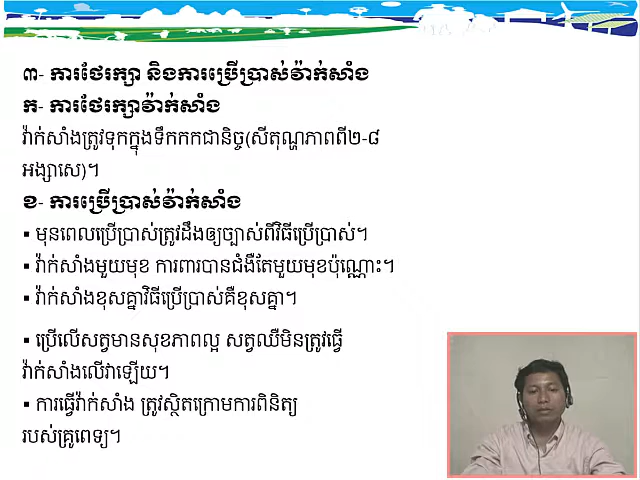 ៣- ការថែរក្សា និងការប្រើប្រាស់វ៉ាក់សាំង
ក- ការថែរក្សាវ៉ាក់សាំង
វ៉ាក់សាំងត្រូវទុកក្នុងទឹកកកជានិច្ច(សីតុណ្ហភាពពី២-៨
អង្សាសេ)។
ខ- ការប្រើប្រាស់វ៉ាក់សាំង
▪ មុនពេលប្រើប្រាស់ត្រូវដឹងឲ្យច្បាស់ពីវិធីប្រើប្រាស់។
▪ វ៉ាក់សាំងមួយមុខ ការពារបានជំងឺតែមួយមុខប៉ុណ្ណោះ។
▪ វ៉ាក់សាំងខុសគ្នាវិធីប្រើប្រាស់គឺខុសគ្នា។
▪ ប្រើលើសត្វមានសុខភាពល្អ សត្វឈឺមិនត្រូវធ្វើ
វ៉ាក់សាំងលើវាឡើយ។
▪ ការធ្វើវ៉ាក់សាំង ត្រូវស្ថិតក្រោមការពិនិត្យ
របស់គ្រូពេទ្យ។